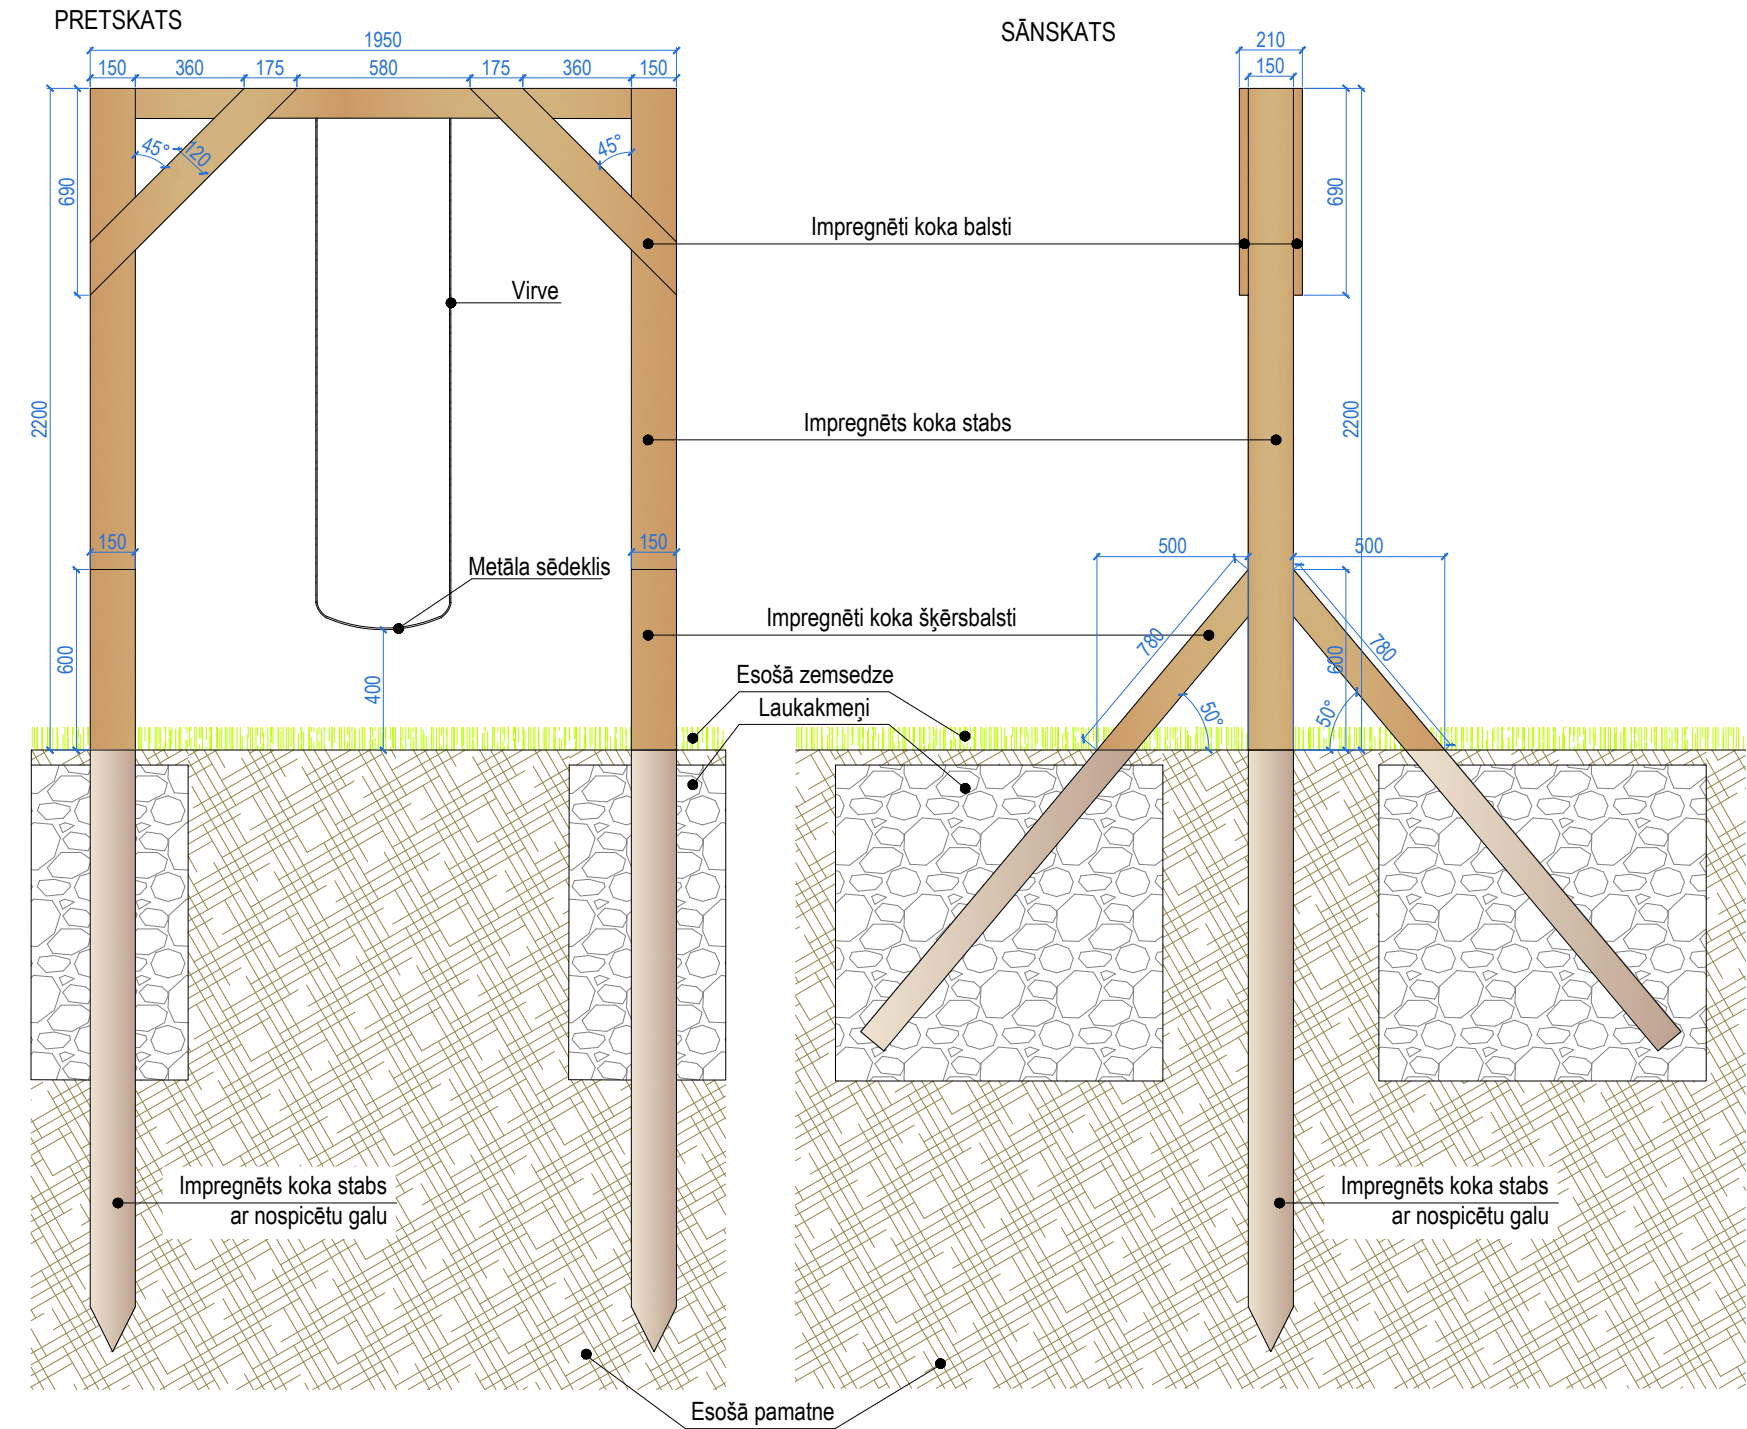 PRETSKATS
SĀNSKATS
1950
150 360 175 580 175 360 150
210
150
45° 120
45°
690
690
Impregnēti koka balsti
Virve
2200
Impregnēts koka stabs
2200
150
150
500
500
Metāla sēdeklis
Impregnēti koka šķērsbalsti
780
780
600
400
600
Esošā zemsedze
Laukakmeņi
50°
50°
Impregnēts koka stabs
ar nospicētu galu
Impregnēts koka stabs
ar nospicētu galu
Esošā pamatne